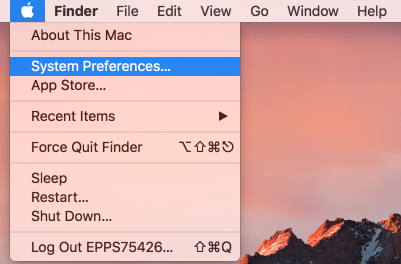 Finder File Edit View Go Window Help
About This Mac
System Preferences...
App Store...
Recent Items ▶
Force Quit Finder ⌥⇧⌘⎋
Sleep
Restart...
Shut Down...
Log Out EPPS75426... ⇧⌘Q